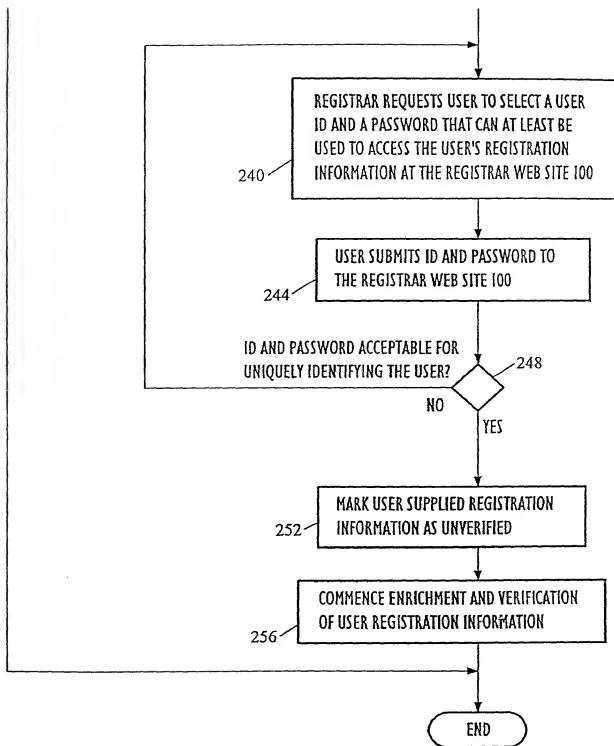 REGISTRAR REQUESTS USER TO SELECT A USER
ID AND A PASSWORD THAT CAN AT LEAST BE
USED TO ACCESS THE USER'S REGISTRATION
INFORMATION AT THE REGISTRAR WEB SITE 100
240
USER SUBMITS ID AND PASSWORD TO
THE REGISTRAR WEB SITE 100
244
ID AND PASSWORD ACCEPTABLE FOR
UNIQUELY IDENTIFYING THE USER?
248
NO
YES
MARK USER SUPPLIED REGISTRATION
INFORMATION AS UNVERIFIED
252
COMMENCE ENRICHMENT AND VERIFICATION
OF USER REGISTRATION INFORMATION
256
END